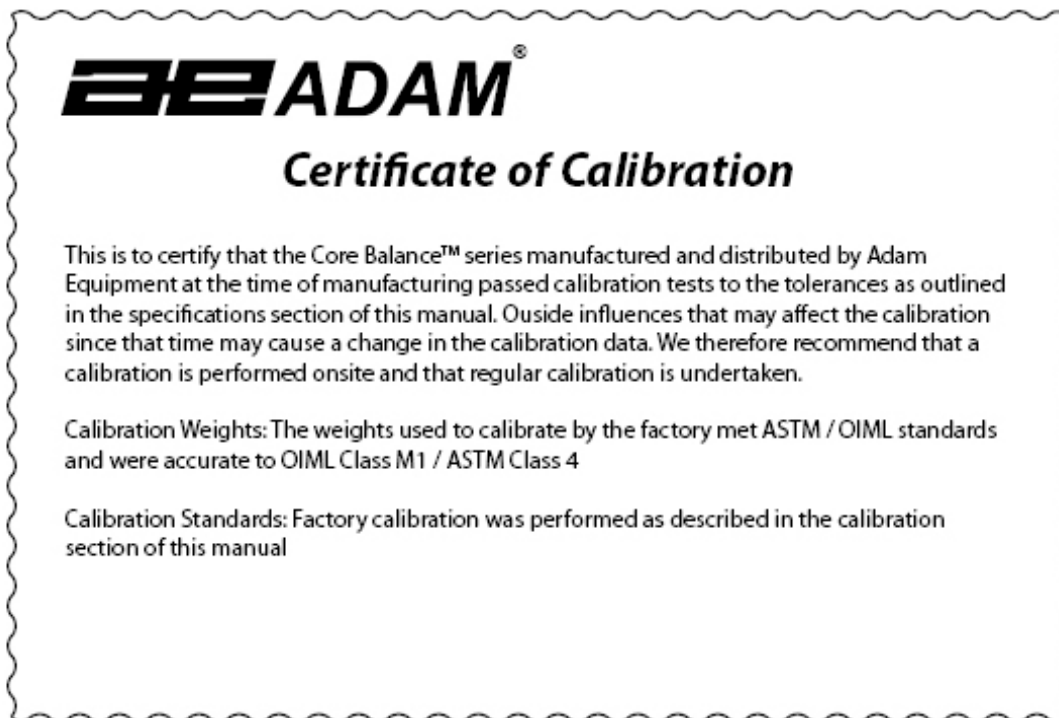 ae ADAM®
Certificate of Calibration
This is to certify that the Core Balance™ series manufactured and distributed by Adam
Equipment at the time of manufacturing passed calibration tests to the tolerances as outlined
in the specifications section of this manual. Ouside influences that may affect the calibration
since that time may cause a change in the calibration data. We therefore recommend that a
calibration is performed onsite and that regular calibration is undertaken.
Calibration Weights: The weights used to calibrate by the factory met ASTM / OIML standards
and were accurate to OIML Class M1 / ASTM Class 4
Calibration Standards: Factory calibration was performed as described in the calibration
section of this manual